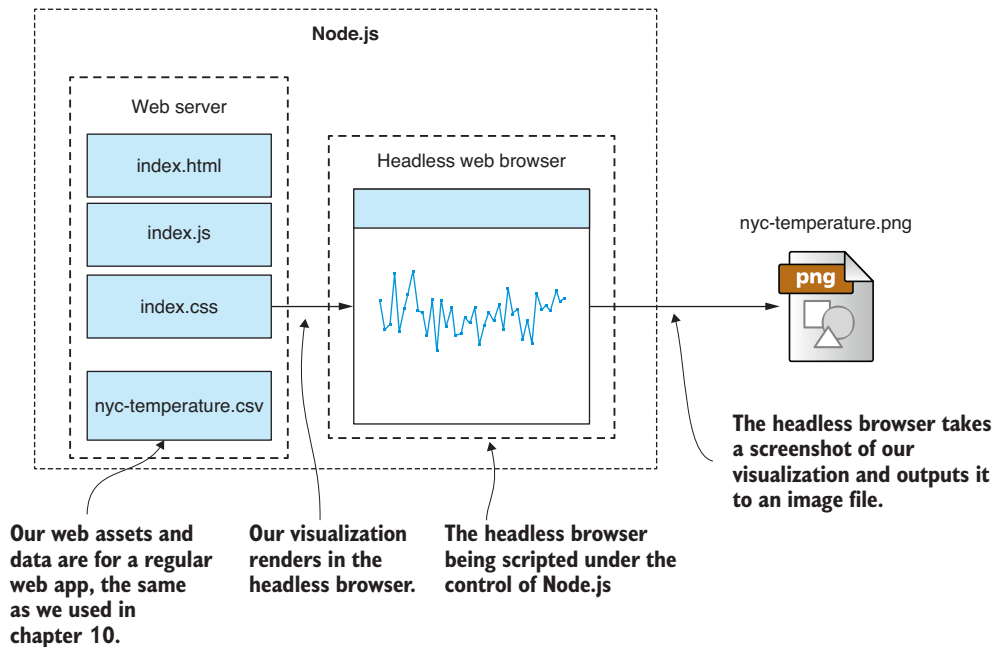 Node.js
Web server
index.html
index.js
index.css
nyc-temperature.csv
Headless web browser
nyc-temperature.png
png
The headless browser takes
a screenshot of our
visualization and outputs it
to an image file.
Our web assets and
data are for a regular
web app, the same
as we used in
chapter 10.
Our visualization
renders in the
headless browser.
The headless browser
being scripted under the
control of Node.js